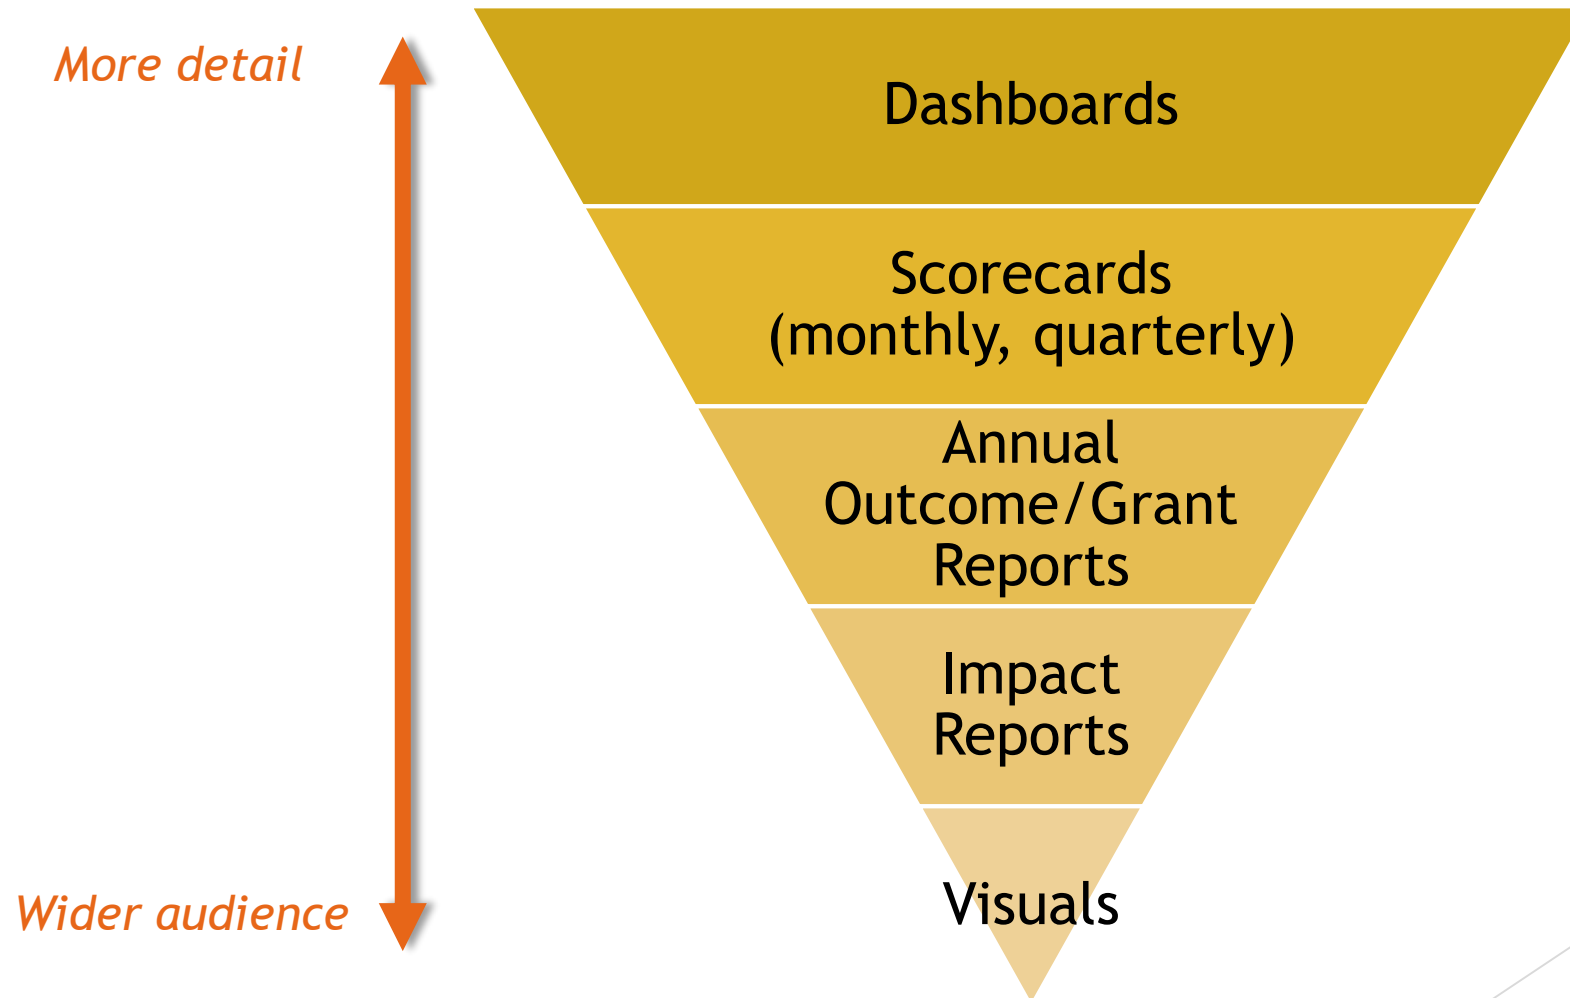 More detail
Dashboards
Scorecards
(monthly, quarterly)
Annual
Outcome/Grant
Reports
Impact
Reports
Wider audience
Visuals